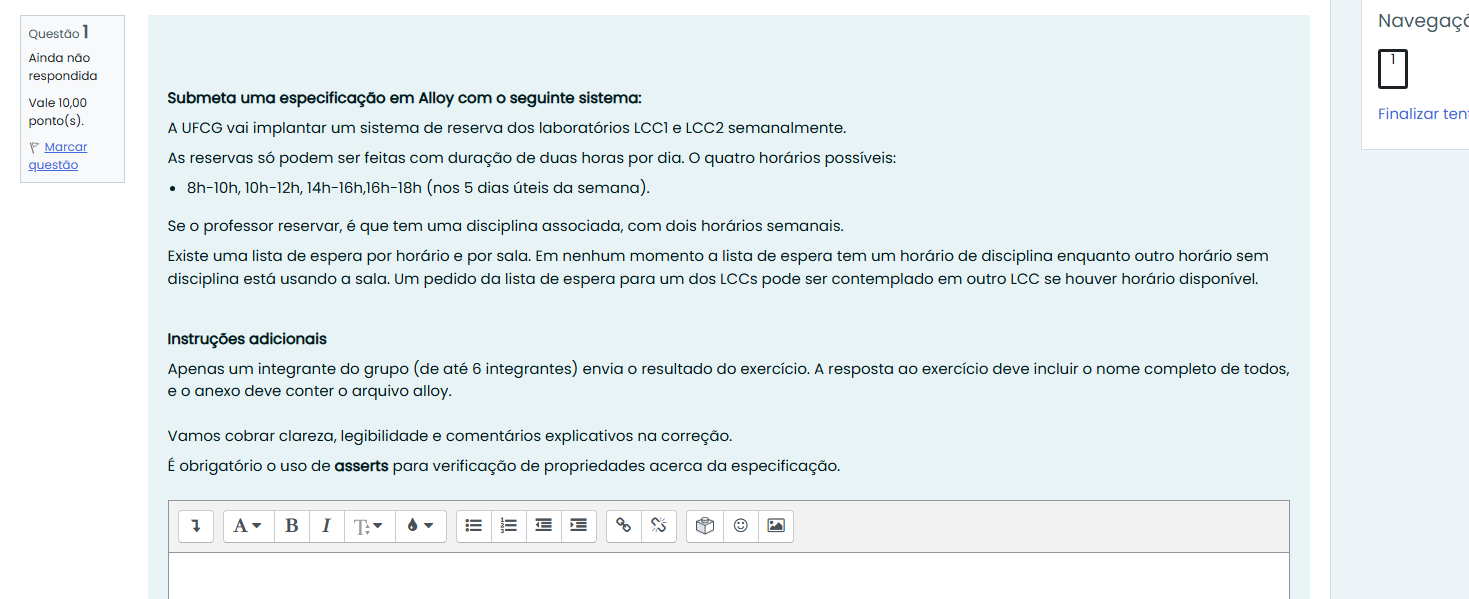 Questão 1
Ainda não
respondida
Vale 10,00
ponto(s).
Marcar
questão
Submeta uma especificação em Alloy com o seguinte sistema:
A UFCG vai implantar um sistema de reserva dos laboratórios LCC1 e LCC2 semanalmente.
As reservas só podem ser feitas com duração de duas horas por dia. O quatro horários possíveis:
• 8h-10h, 10h-12h, 14h-16h,16h-18h (nos 5 dias úteis da semana).
Se o professor reservar, é que tem uma disciplina associada, com dois horários semanais.
Existe uma lista de espera por horário e por sala. Em nenhum momento a lista de espera tem um horário de disciplina enquanto outro horário sem
disciplina está usando a sala. Um pedido da lista de espera para um dos LCCs pode ser contemplado em outro LCC se houver horário disponível.
Instruções adicionais
Apenas um integrante do grupo (de até 6 integrantes) envia o resultado do exercício. A resposta ao exercício deve incluir o nome completo de todos,
e o anexo deve conter o arquivo alloy.
Vamos cobrar clareza, legibilidade e comentários explicativos na correção.
É obrigatório o uso de asserts para verificação de propriedades acerca da especificação.
A B I T
Navegaçã
1
Finalizar ten